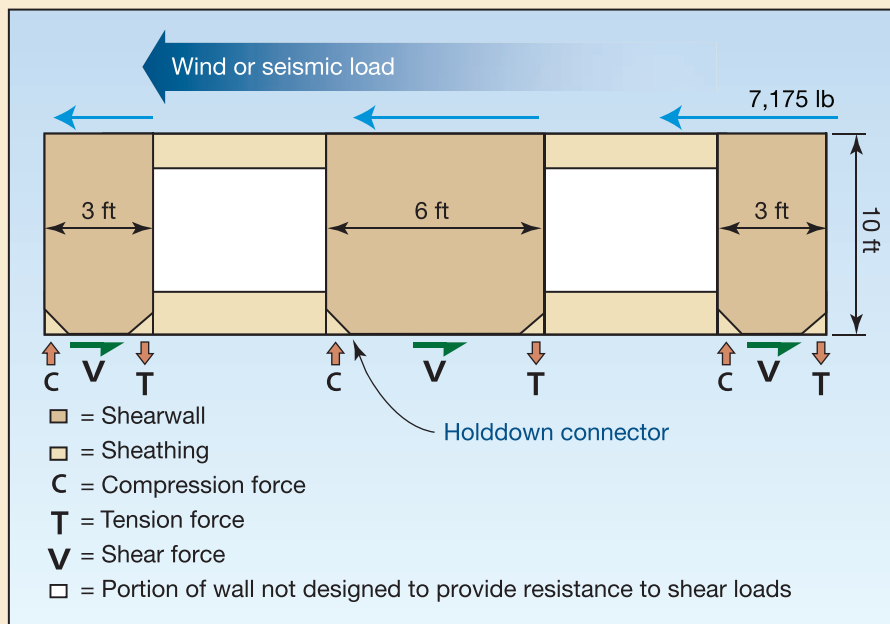 Wind or seismic load
7,175 lb
3 ft
6 ft
3 ft
10 ft
C V T
C V T
C V T
Holddown connector
= Shearwall
= Sheathing
C = Compression force
T = Tension force
V = Shear force
= Portion of wall not designed to provide resistance to shear loads